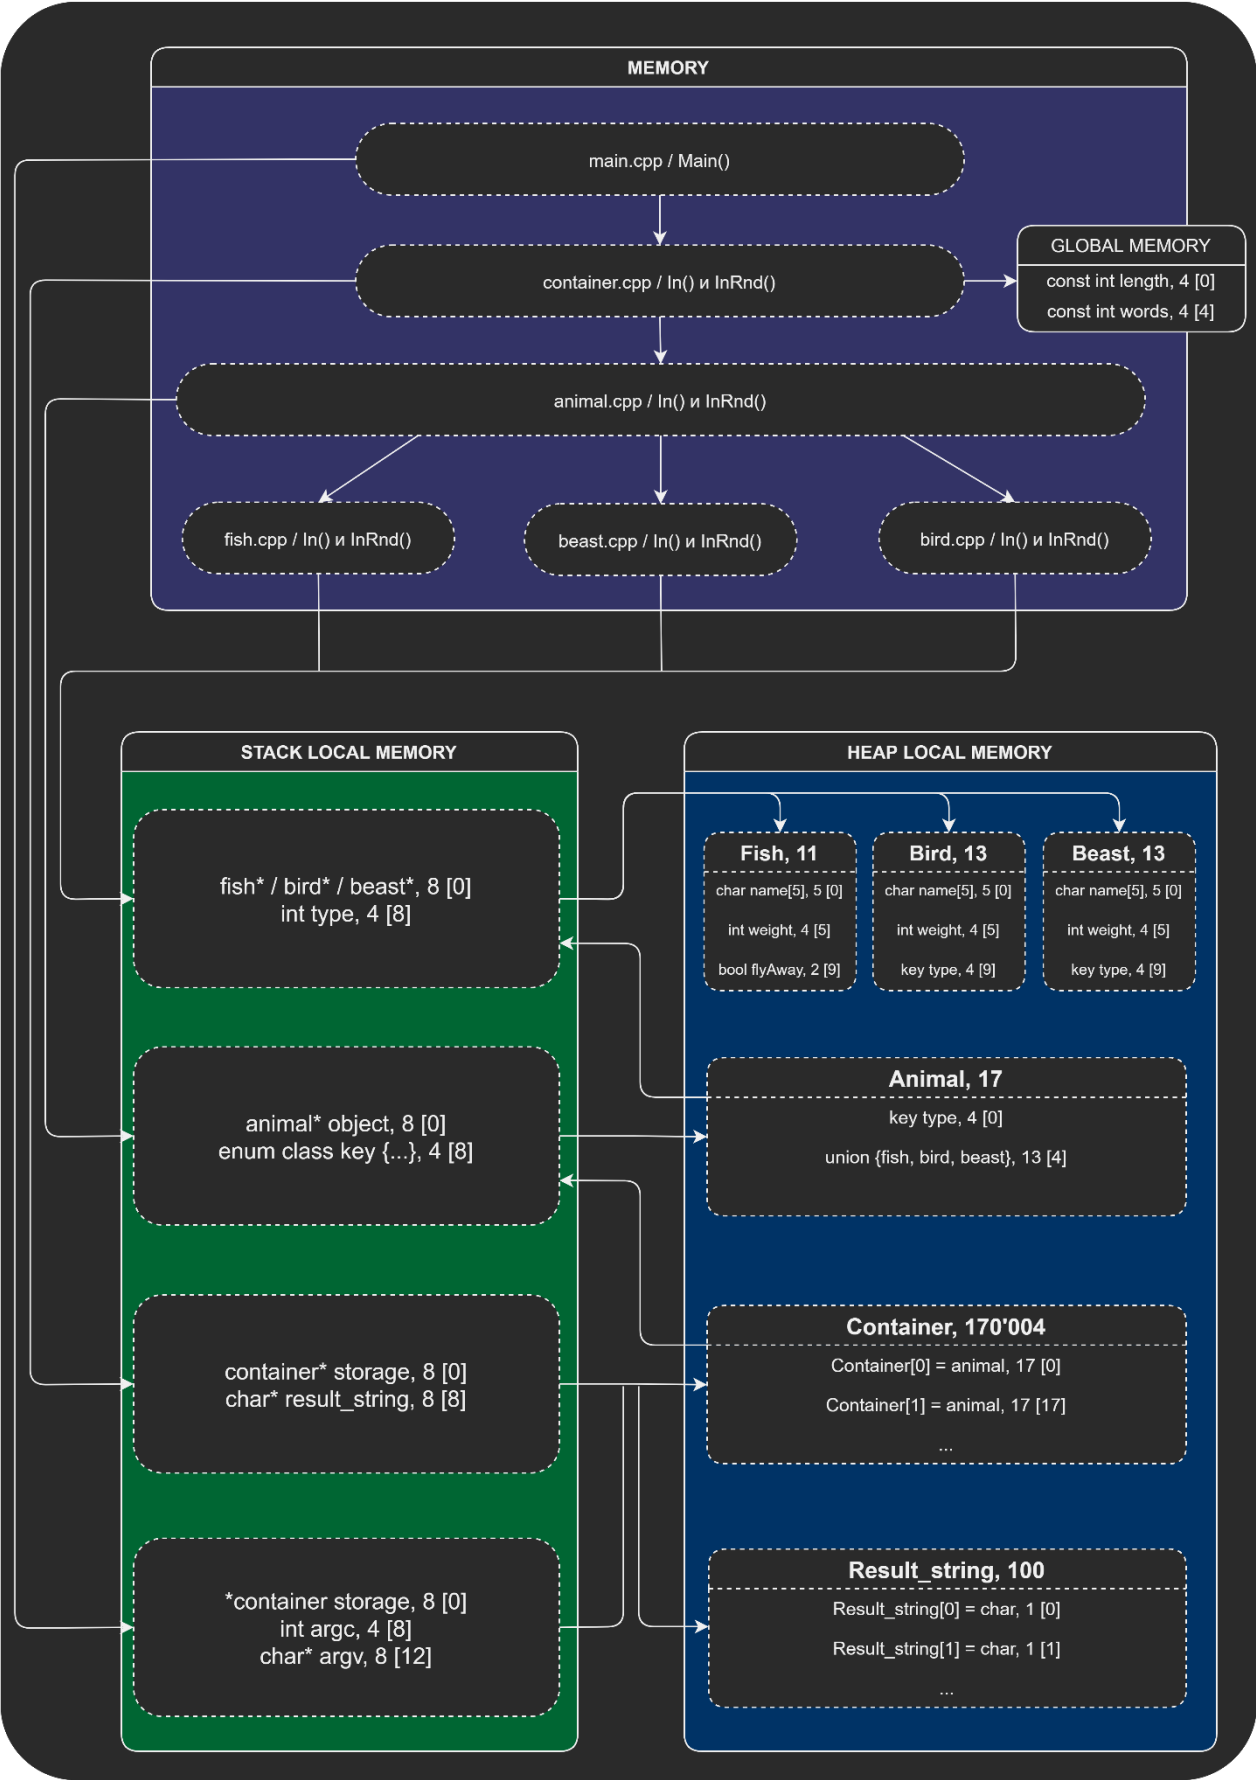 MEMORY
main.cpp / Main()
container.cpp / In() и InRnd()
GLOBAL MEMORY
const int length, 4 [0]
const int words, 4 [4]
animal.cpp / In() и InRnd()
fish.cpp / In() и InRnd()
beast.cpp / In() и InRnd()
bird.cpp / In() и InRnd()
STACK LOCAL MEMORY
fish* / bird* / beast*, 8 [0]
int type, 4 [8]
animal* object, 8 [0]
enum class key {...}, 4 [8]
container* storage, 8 [0]
char* result_string, 8 [8]
*container storage, 8 [0]
int argc, 4 [8]
char* argv, 8 [12]
HEAP LOCAL MEMORY
Fish, 11
char name[5], 5 [0]
int weight, 4 [5]
bool flyAway, 2 [9]
Bird, 13
char name[5], 5 [0]
int weight, 4 [5]
key type, 4 [9]
Beast, 13
char name[5], 5 [0]
int weight, 4 [5]
key type, 4 [9]
Animal, 17
key type, 4 [0]
union {fish, bird, beast}, 13 [4]
Container, 170'004
Container[0] = animal, 17 [0]
Container[1] = animal, 17 [17]
...
Result_string, 100
Result_string[0] = char, 1 [0]
Result_string[1] = char, 1 [1]
...